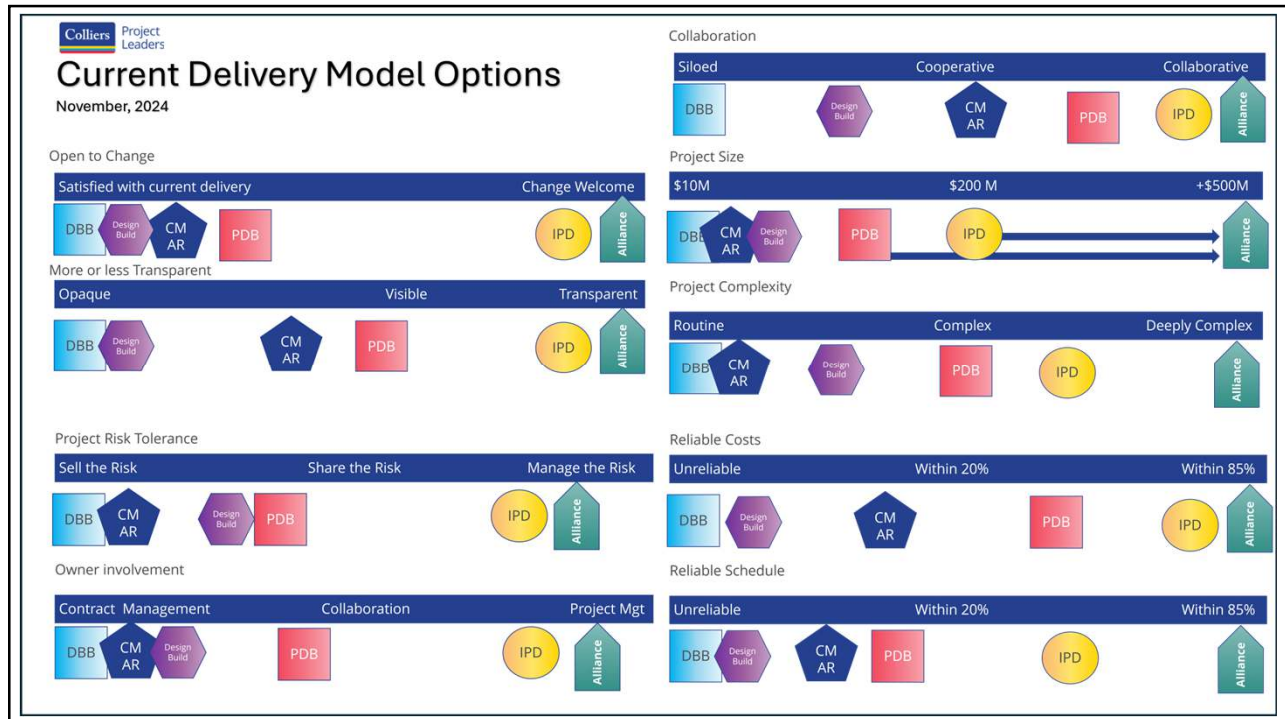 Colliers
Project
Leaders
Current Delivery Model Options
November, 2024
Open to Change
Satisfied with current delivery Change Welcome
DBB Design Build CM AR PDB IPD Alliance
More or less Transparent
Opaque Visible Transparent
DBB Design Build CM AR PDB IPD Alliance
Project Risk Tolerance
Sell the Risk Share the Risk Manage the Risk
DBB CM AR Design Build PDB IPD Alliance
Owner involvement
Contract Management Collaboration Project Mgt
DBB CM AR Design Build PDB IPD Alliance
Collaboration
Siloed Cooperative Collaborative
DBB Design Build CM AR PDB IPD Alliance
Project Size
$10M $200 M +$500M
DBB CM AR Design Build PDB IPD Alliance
Project Complexity
Routine Complex Deeply Complex
DBB CM AR Design Build PDB IPD Alliance
Reliable Costs
Unreliable Within 20% Within 85%
DBB Design Build CM AR PDB IPD Alliance
Reliable Schedule
Unreliable Within 20% Within 85%
DBB Design Build CM AR PDB IPD Alliance